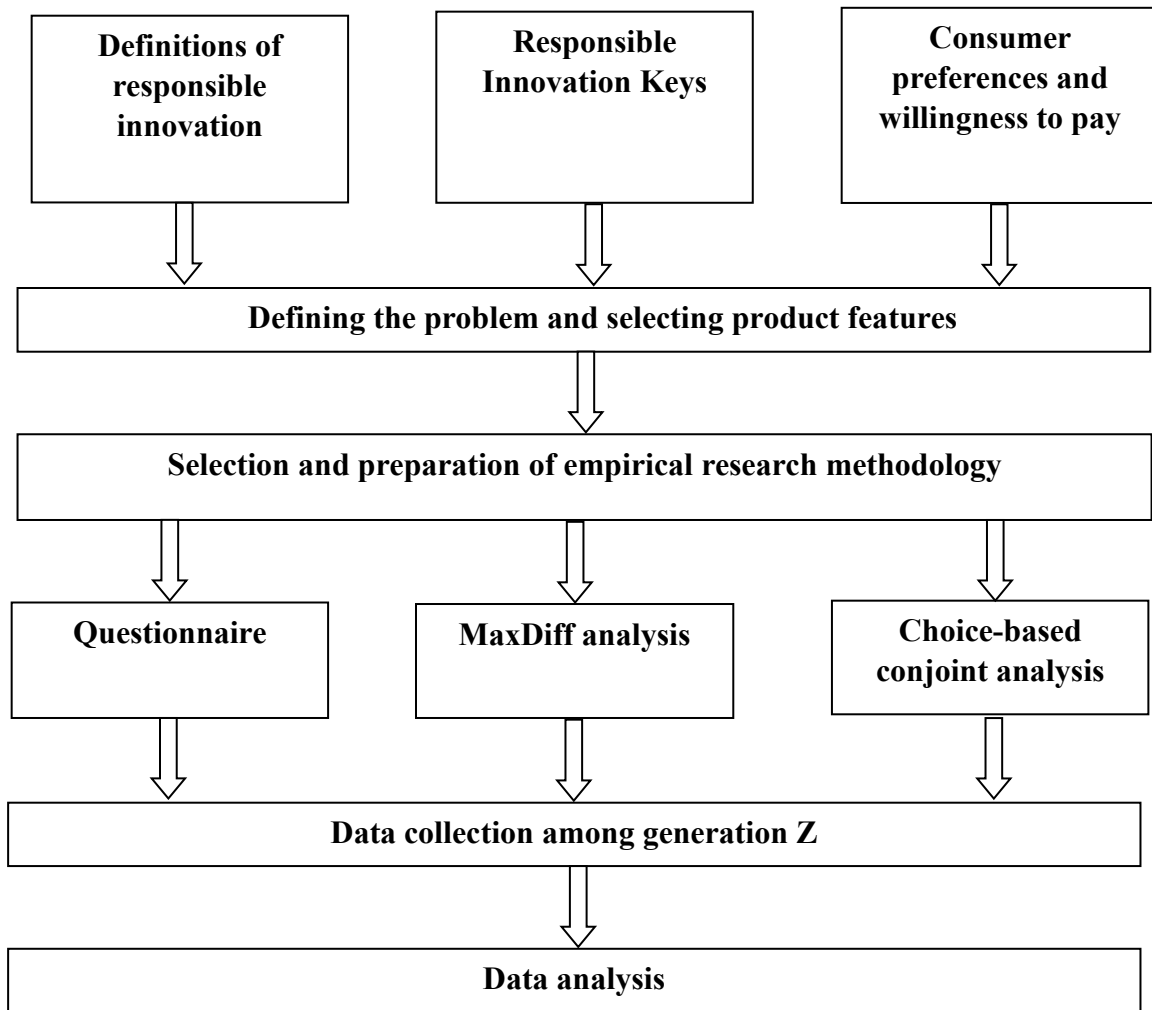 Definitions of
responsible
innovation
Responsible
Innovation Keys
Consumer
preferences and
willingness to pay
Defining the problem and selecting product features
Selection and preparation of empirical research methodology
Questionnaire
MaxDiff analysis
Choice-based
conjoint analysis
Data collection among generation Z
Data analysis